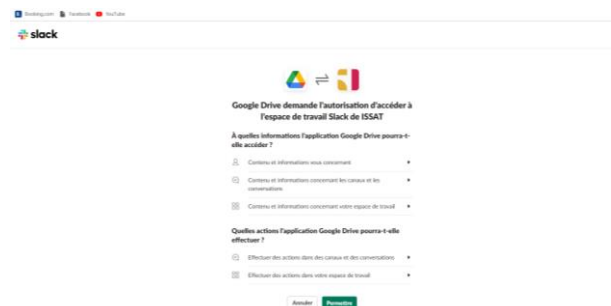 Booking.com Facebook YouTube
slack
Google Drive demande l'autorisation d'accéder à
l'espace de travail Slack de ISSAT
À quelles informations l'application Google Drive pourra-t-
elle accéder ?
Contenu et informations vous concernant
Contenu et informations concernant les canaux et les
conversations
Contenu et informations concernant votre espace de travail
Quelles actions l'application Google Drive pourra-t-elle
effectuer ?
Effectuer des actions dans des canaux et des conversations
Effectuer des actions dans votre espace de travail
Annuler Permettre